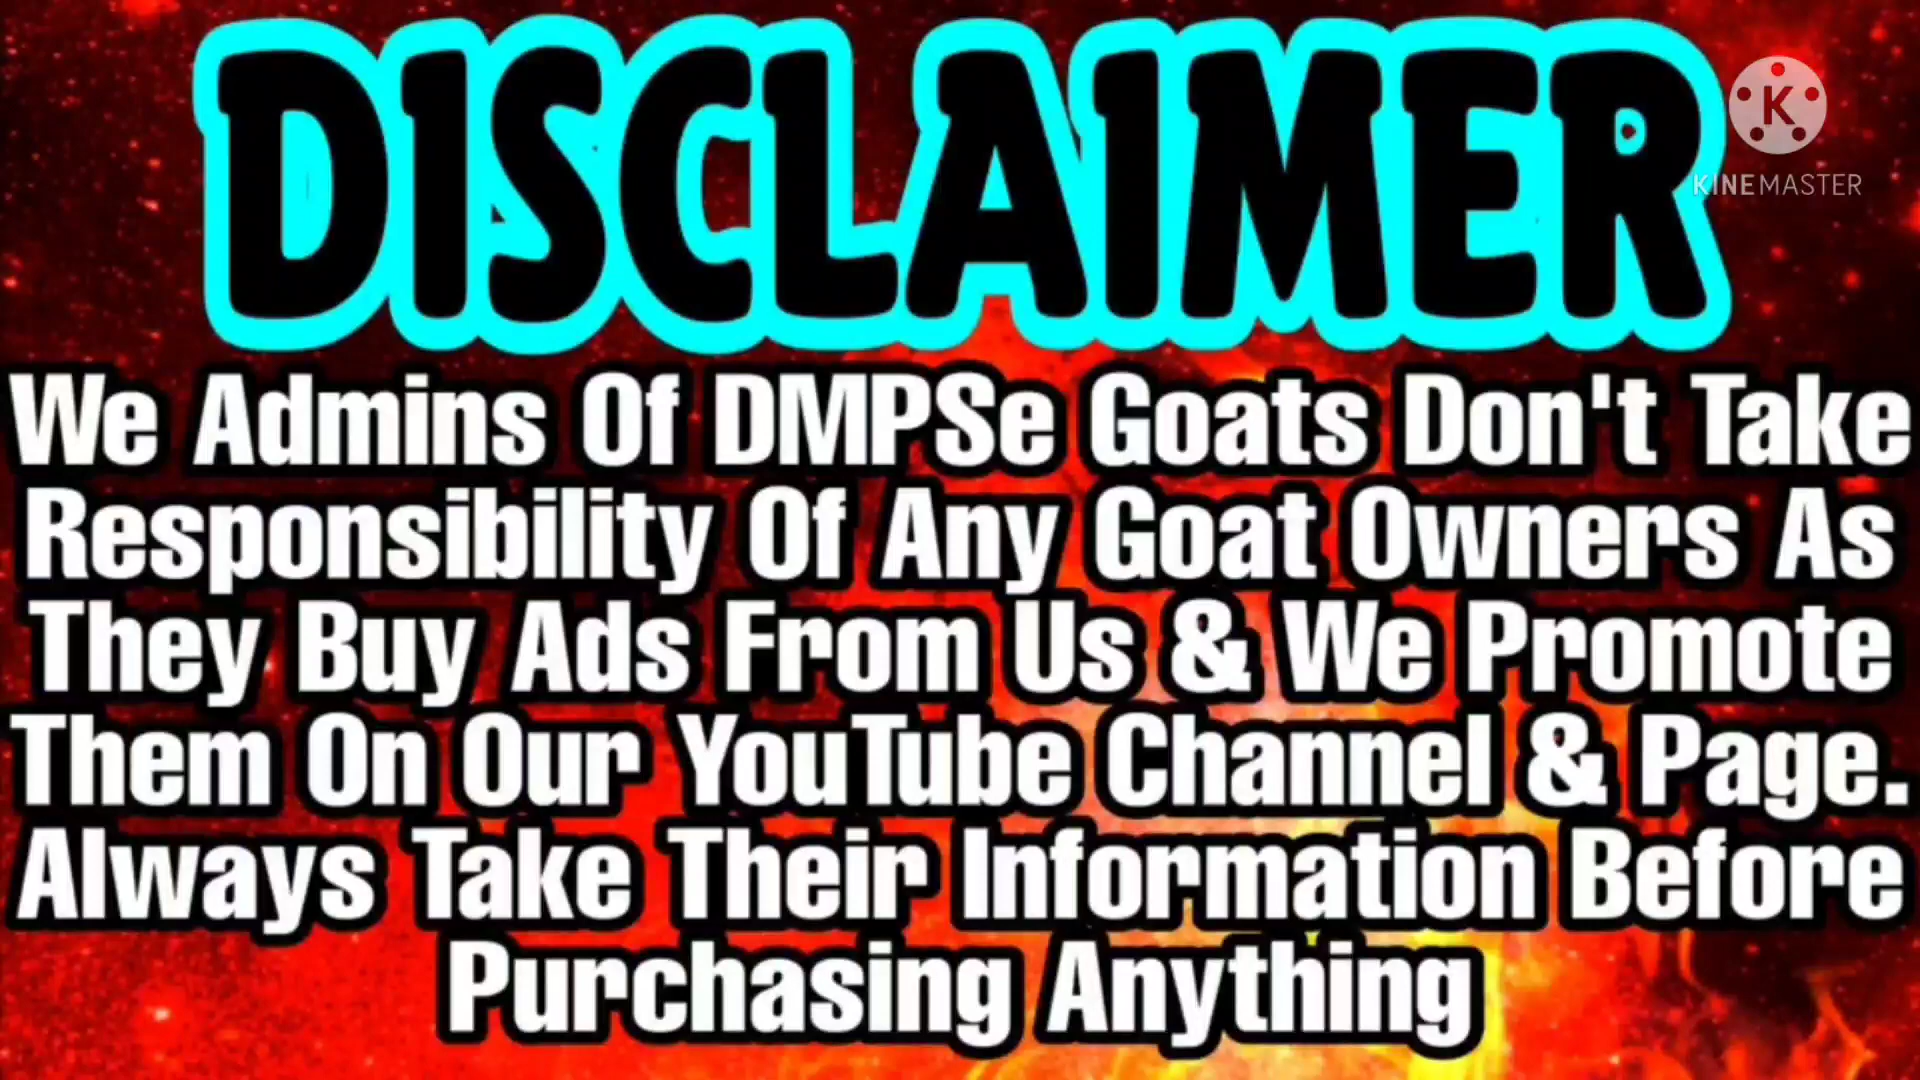 DISCLAIMER
K
KINEMASTER
We Admins Of DMPSe Goats Don't Take
Responsibility Of Any Goat Owners As
They Buy Ads From Us & We Promote
Them On Our YouTube Channel & Page.
Always Take Their Information Before
Purchasing Anything